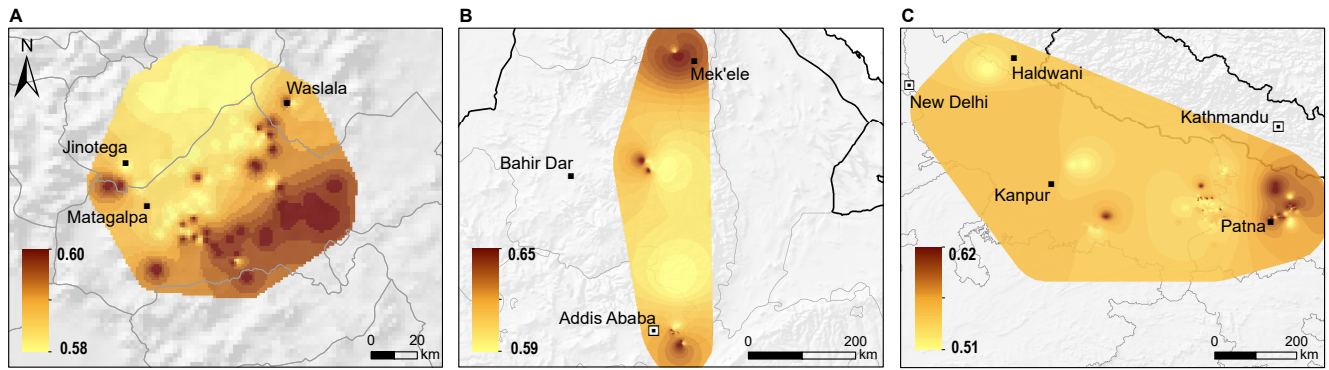 A
N
Waslala
Jinotega
Matagalpa
0.60
0.58
0 20
km
B
Mek'ele
Bahir Dar
0.65
Addis Ababa
0.59
0 200
km
C
Haldwani
New Delhi
Kathmandu
Kanpur
Patna
0.62
0.51
0 200
km